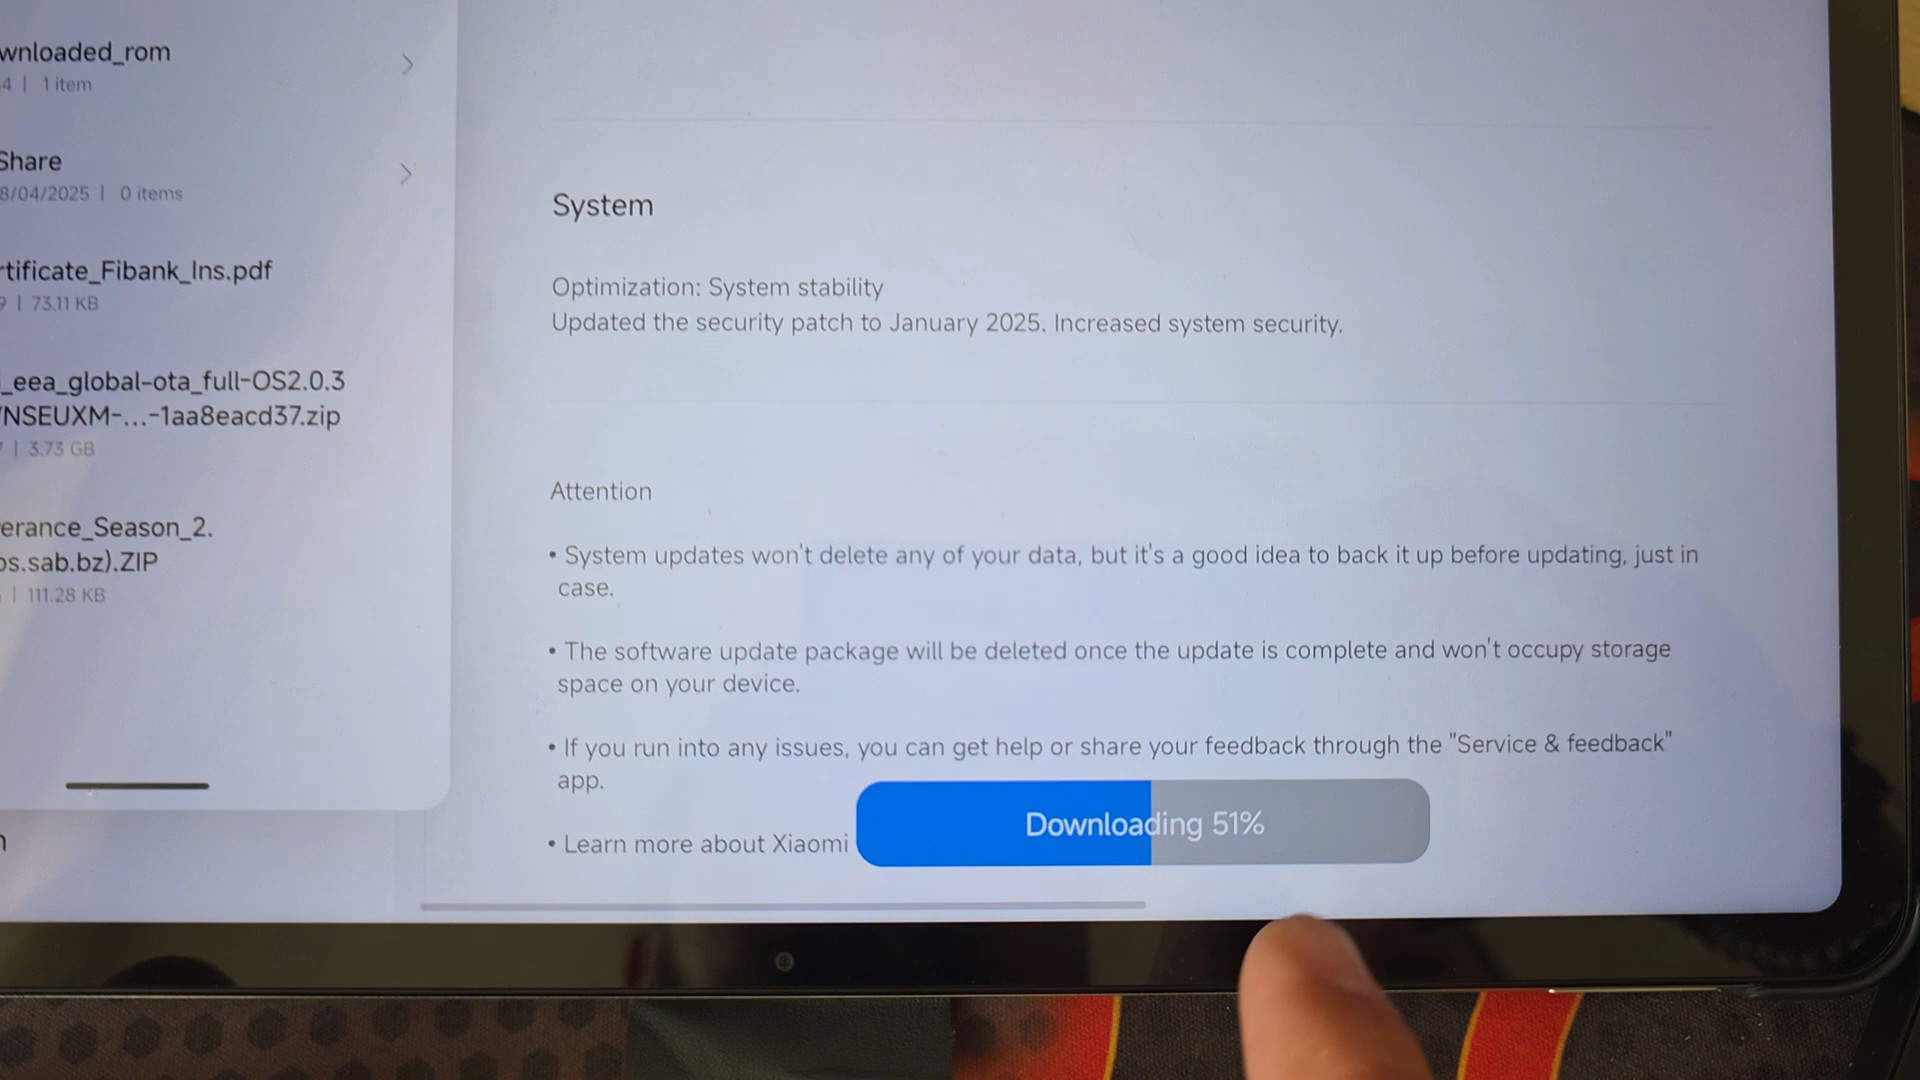 wnloaded_rom
4 | 1 item
Share
8/04/2025 | 0 items
rtificate_Fibank_Ins.pdf
9 | 73.11 KB
_eea_global-ota_full-OS2.0.3
NSEUXM-...-1aa8eacd37.zip
7 | 3.73 GB
erance_Season_2.
os.sab.bz).ZIP
| 111.28 KB
System
Optimization: System stability
Updated the security patch to January 2025. Increased system security.
Attention
• System updates won't delete any of your data, but it's a good idea to back it up before updating, just in
case.
• The software update package will be deleted once the update is complete and won't occupy storage
space on your device.
• If you run into any issues, you can get help or share your feedback through the "Service & feedback"
app.
• Learn more about Xiaomi
Downloading 51%